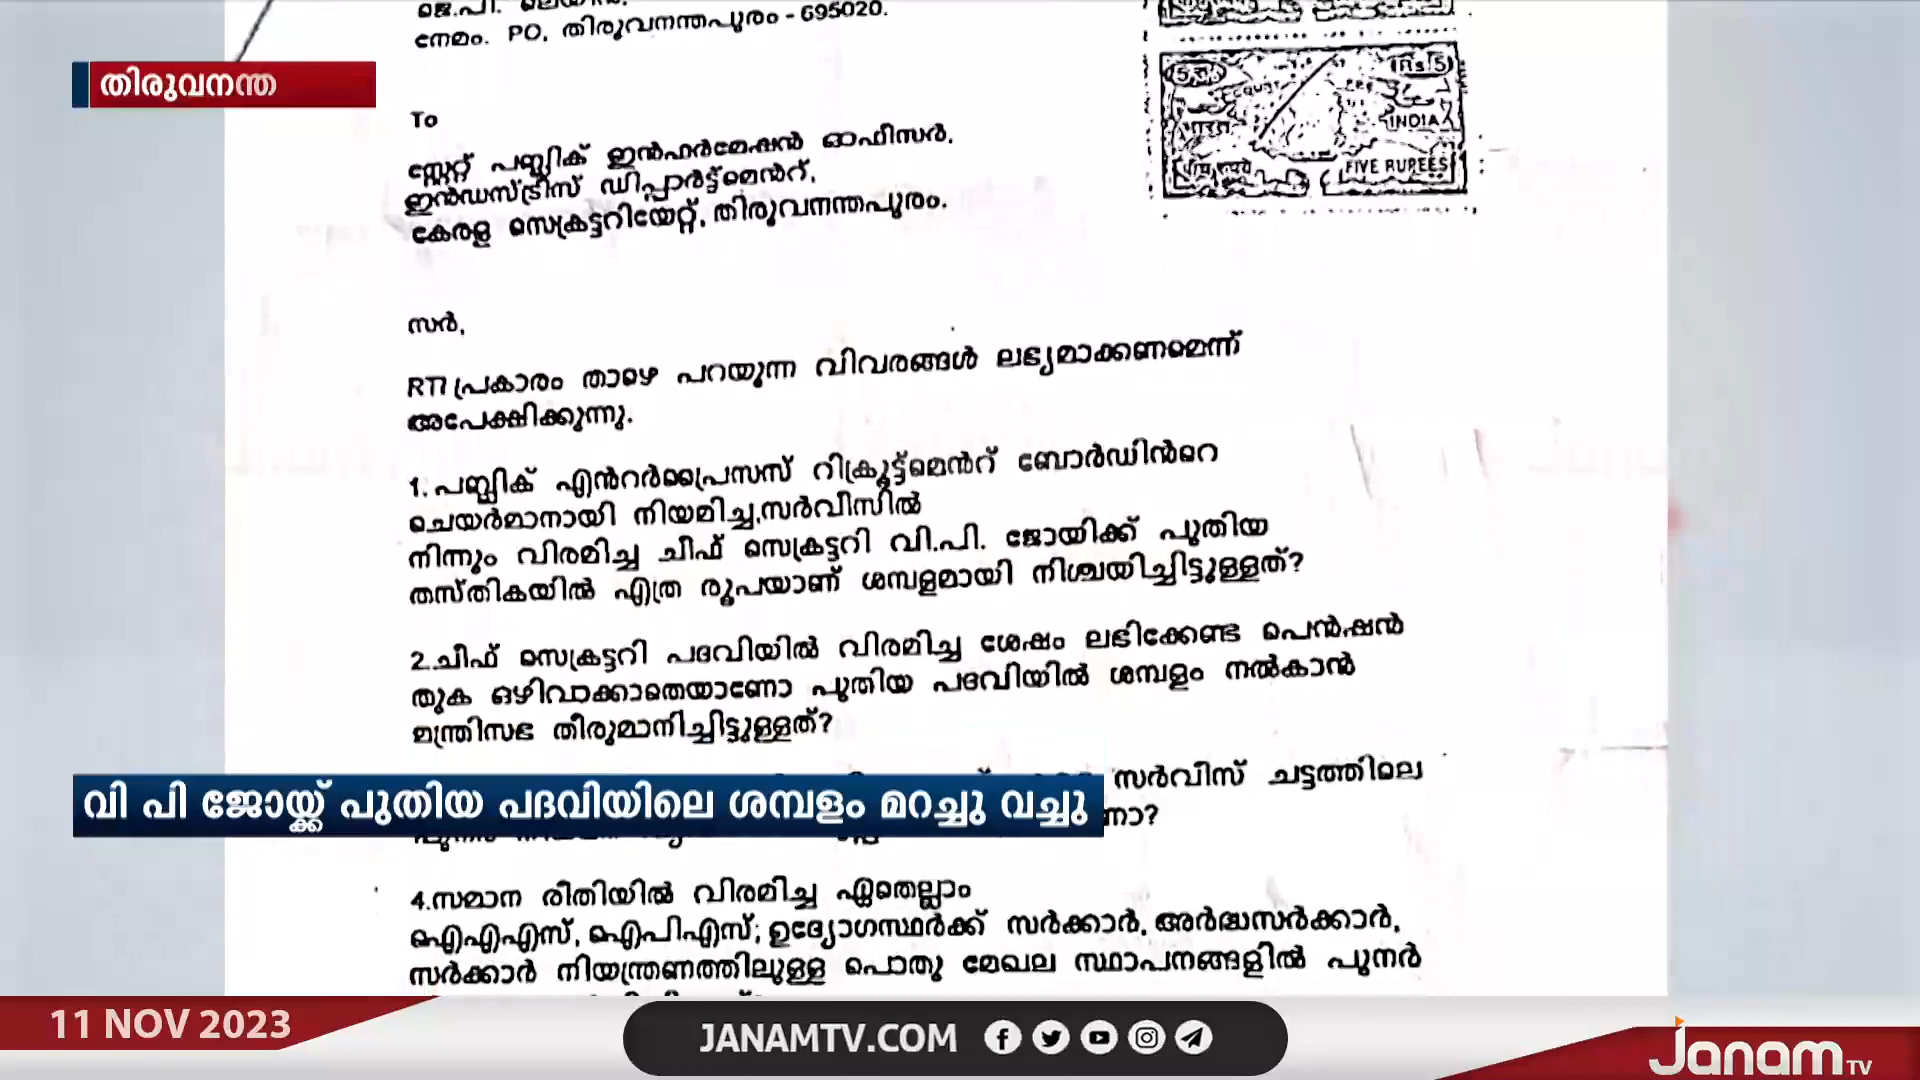 നേമം. PO, തിരുവനന്തപുരം - 695020.
തിരുവനന്ത
To
സ്റ്റേറ്റ് പബ്ലിക് ഇൻഫർമേഷൻ ഓഫീസർ,
ഇൻഡസ്ട്രീസ് ഡിപ്പാർട്ട്മെൻറ്,
കേരള സെക്രട്ടറിയേറ്റ്, തിരുവനന്തപുരം.
5 रु Rs 5
भारत INDIA
FIVE RUPEES
സർ,
RTI പ്രകാരം താഴെ പറയുന്ന വിവരങ്ങൾ ലഭ്യമാക്കണമെന്ന്
അപേക്ഷിക്കുന്നു.
1. പബ്ലിക് എൻറർപ്രൈസസ് റിക്രൂട്ട്മെൻറ് ബോർഡിൻറെ
ചെയർമാനായി നിയമിച്ച,സർവീസിൽ
നിന്നും വിരമിച്ച ചീഫ് സെക്രട്ടറി വി.പി. ജോയിക്ക് പുതിയ
തസ്തികയിൽ എത്ര രൂപയാണ് ശമ്പളമായി നിശ്ചയിച്ചിട്ടുള്ളത്?
2.ചീഫ് സെക്രട്ടറി പദവിയിൽ വിരമിച്ച ശേഷം ലഭിക്കേണ്ട പെൻഷൻ
തുക ഒഴിവാക്കാതെയാണോ പുതിയ പദവിയിൽ ശമ്പളം നൽകാൻ
മന്ത്രിസഭ തീരുമാനിച്ചിട്ടുള്ളത്?
സർവീസ് ചട്ടത്തിലെ
വി പി ജോയ്ക്ക് പുതിയ പദവിയിലെ ശമ്പളം മറച്ചു വച്ചു
4.സമാന രീതിയിൽ വിരമിച്ച ഏതെല്ലാം
ഐഎഎസ്, ഐപിഎസ്; ഉദ്യോഗസ്ഥർക്ക് സർക്കാർ, അർദ്ധസർക്കാർ,
സർക്കാർ നിയന്ത്രണത്തിലുള്ള പൊതു മേഖല സ്ഥാപനങ്ങളിൽ പുനർ
11 NOV 2023
JANAMTV.COM
Janam TV